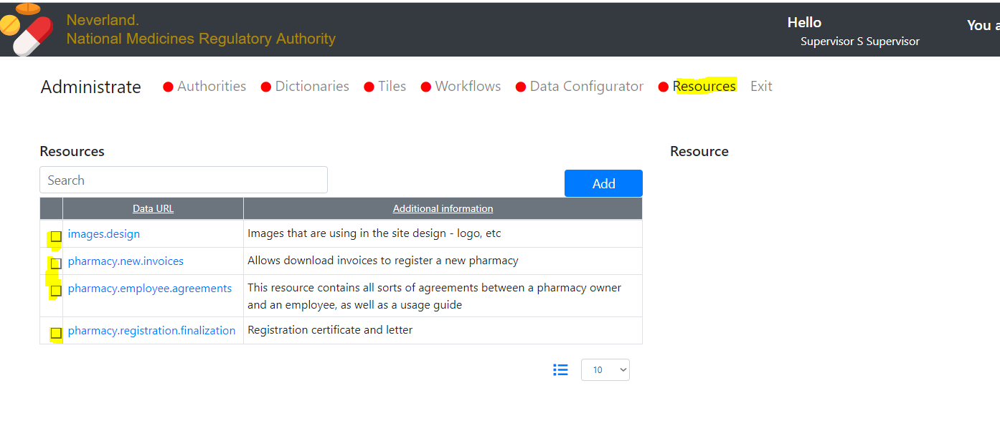 Neverland.
National Medicines Regulatory Authority
Hello
Supervisor S Supervisor
You a
Administrate Authorities Dictionaries Tiles Workflows Data Configurator Resources Exit
Resources
Resource
Search
Add
Data URL Additional information
images.design Images that are using in the site design - logo, etc
pharmacy.new.invoices Allows download invoices to register a new pharmacy
pharmacy.employee.agreements This resource contains all sorts of agreements between a pharmacy owner
and an employee, as well as a usage guide
pharmacy.registration.finalization Registration certificate and letter
10